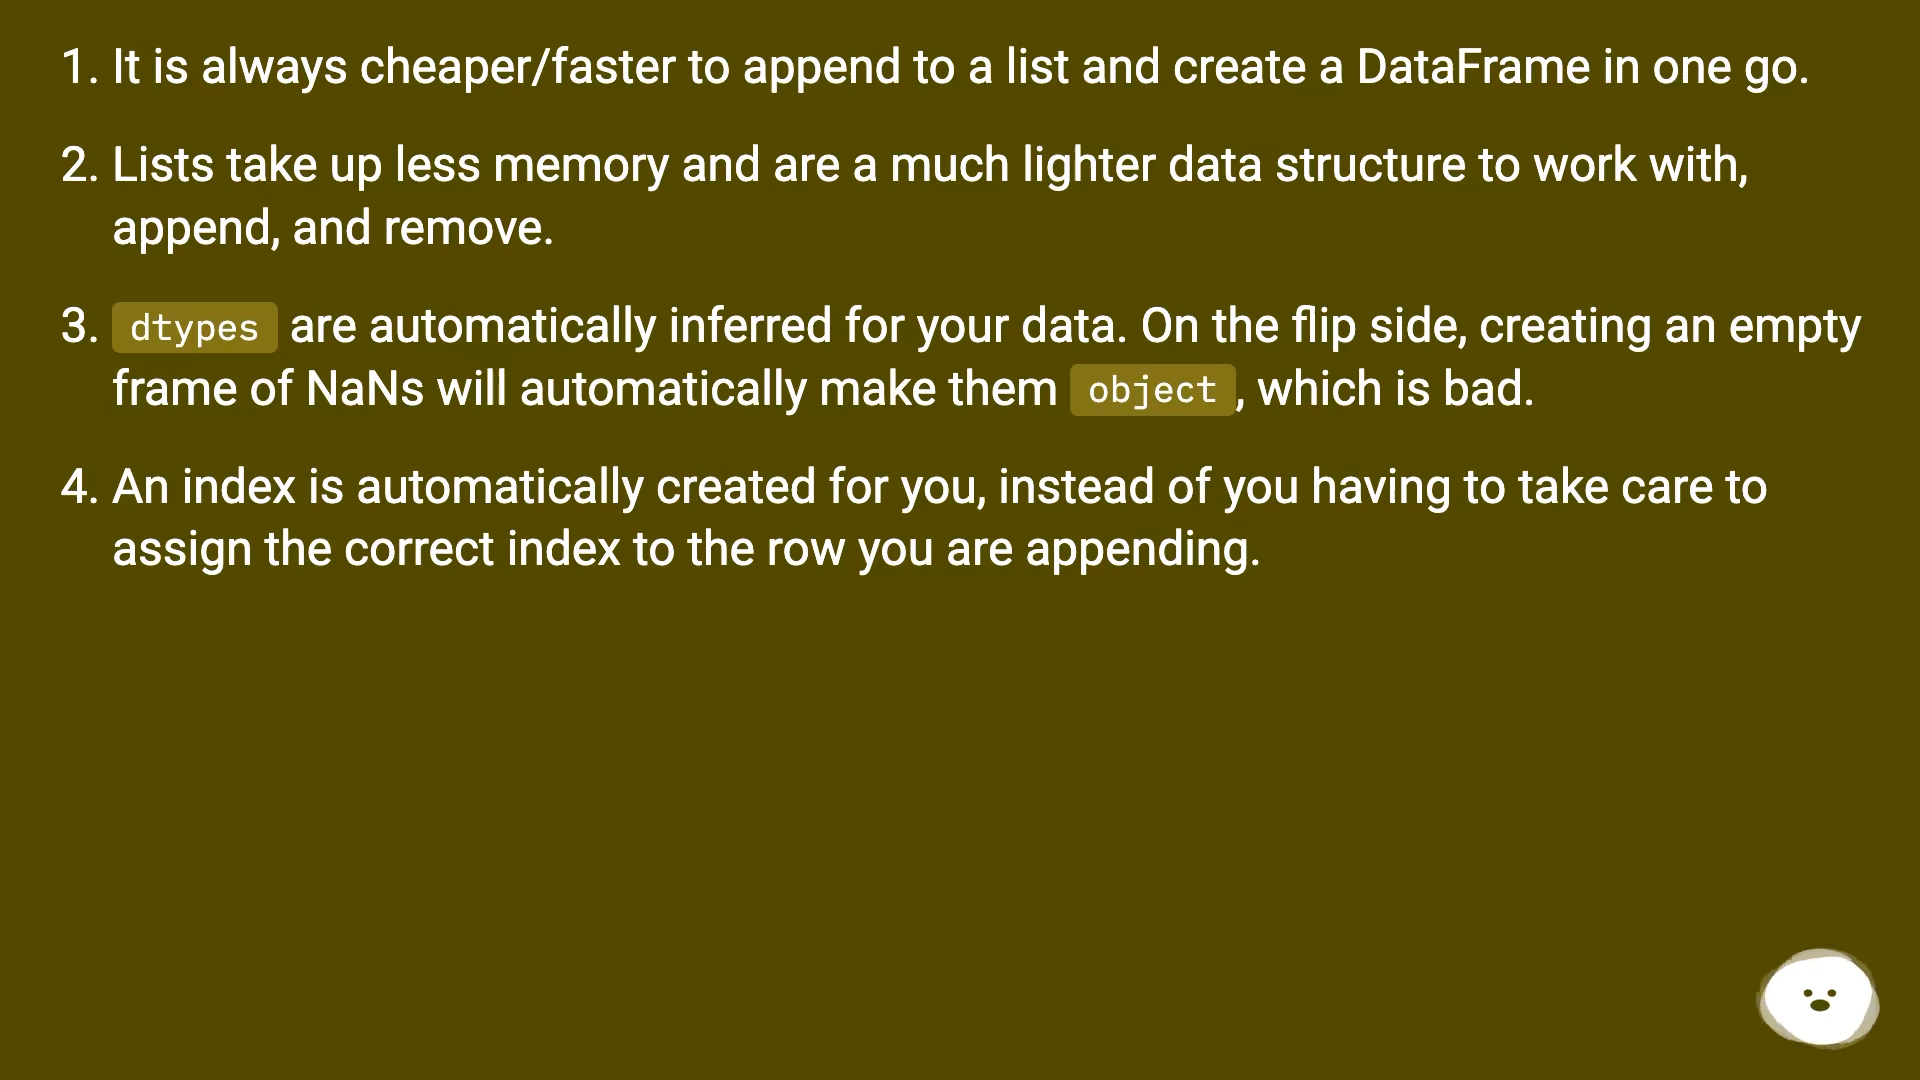 1. It is always cheaper/faster to append to a list and create a DataFrame in one go.
2. Lists take up less memory and are a much lighter data structure to work with,
append, and remove.
3. dtypes are automatically inferred for your data. On the flip side, creating an empty
frame of NaNs will automatically make them object, which is bad.
4. An index is automatically created for you, instead of you having to take care to
assign the correct index to the row you are appending.